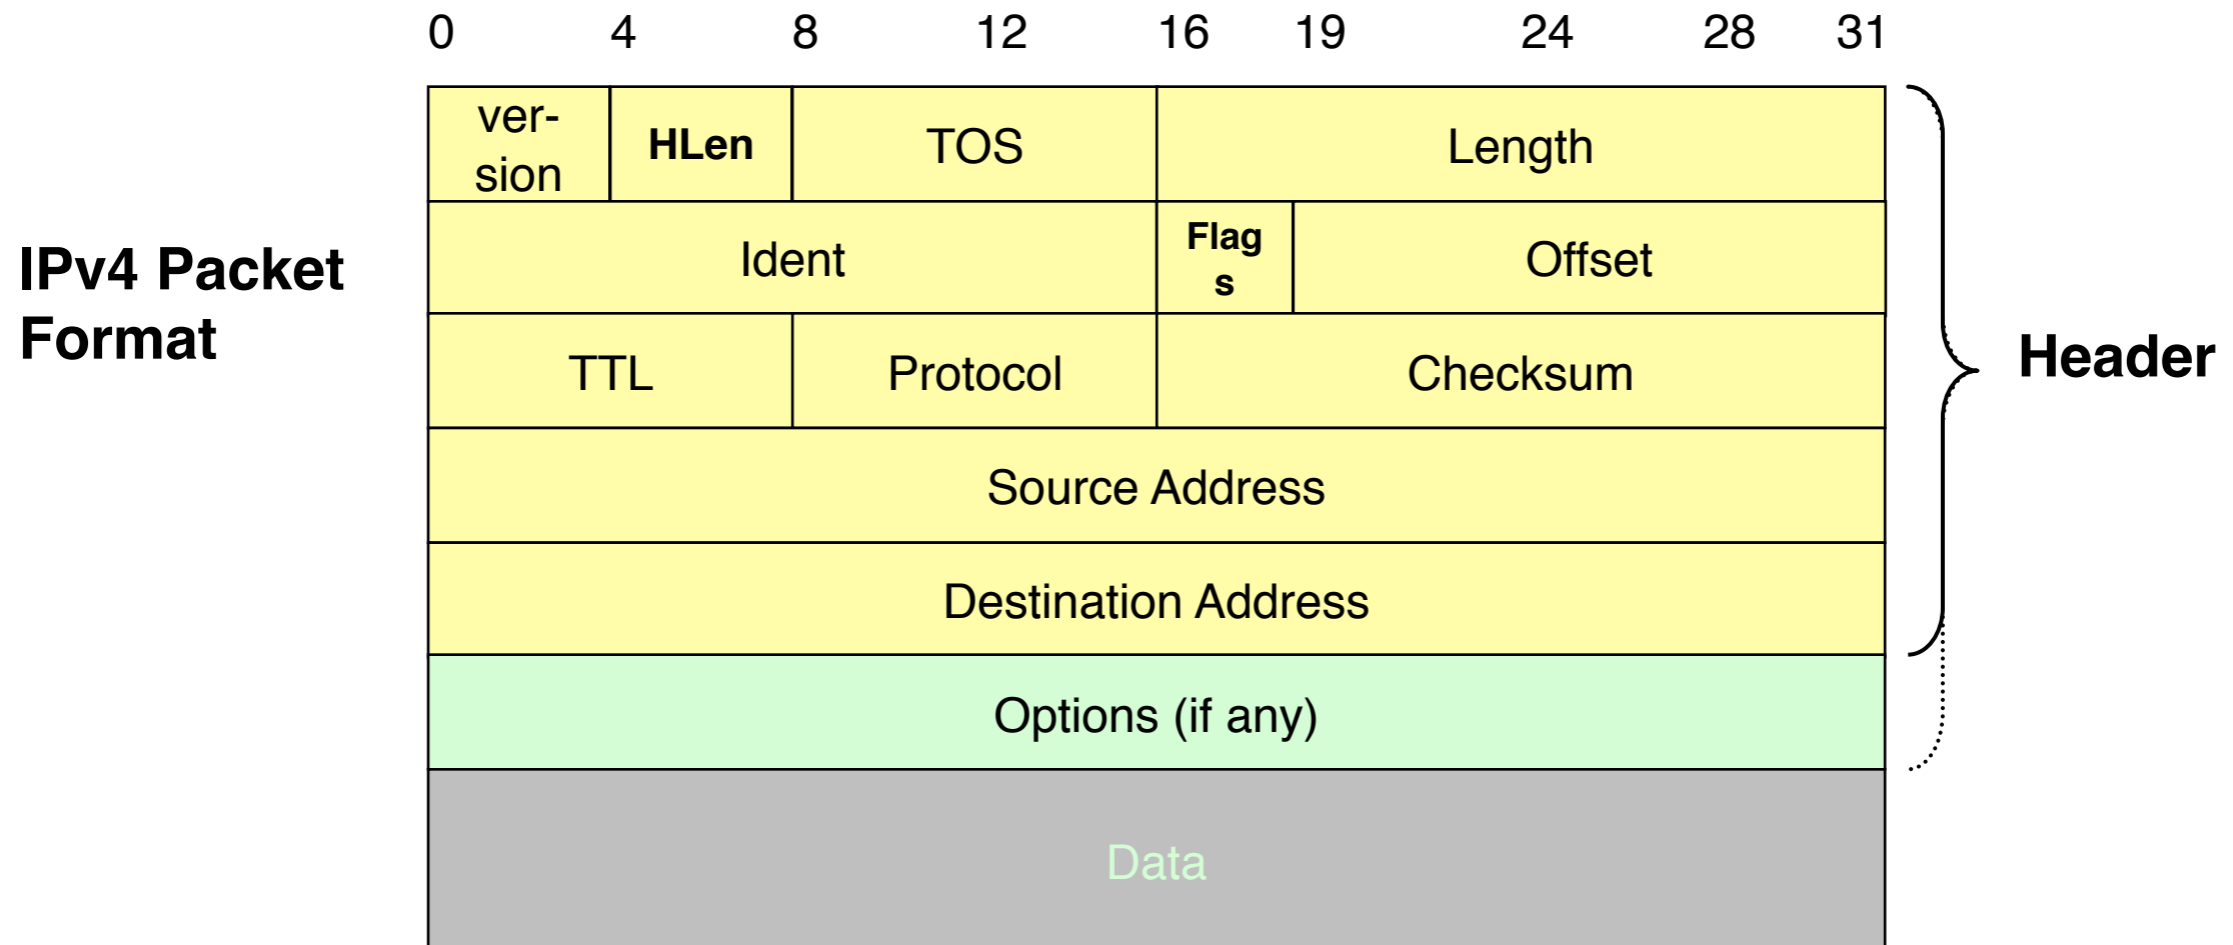 0 4 8 12 16 19 24 28 31
ver-
sion
HLen
TOS
Length
IPv4 Packet
Format
Ident
Flag
s
Offset
Header
TTL
Protocol
Checksum
Source Address
Destination Address
Options (if any)
Data